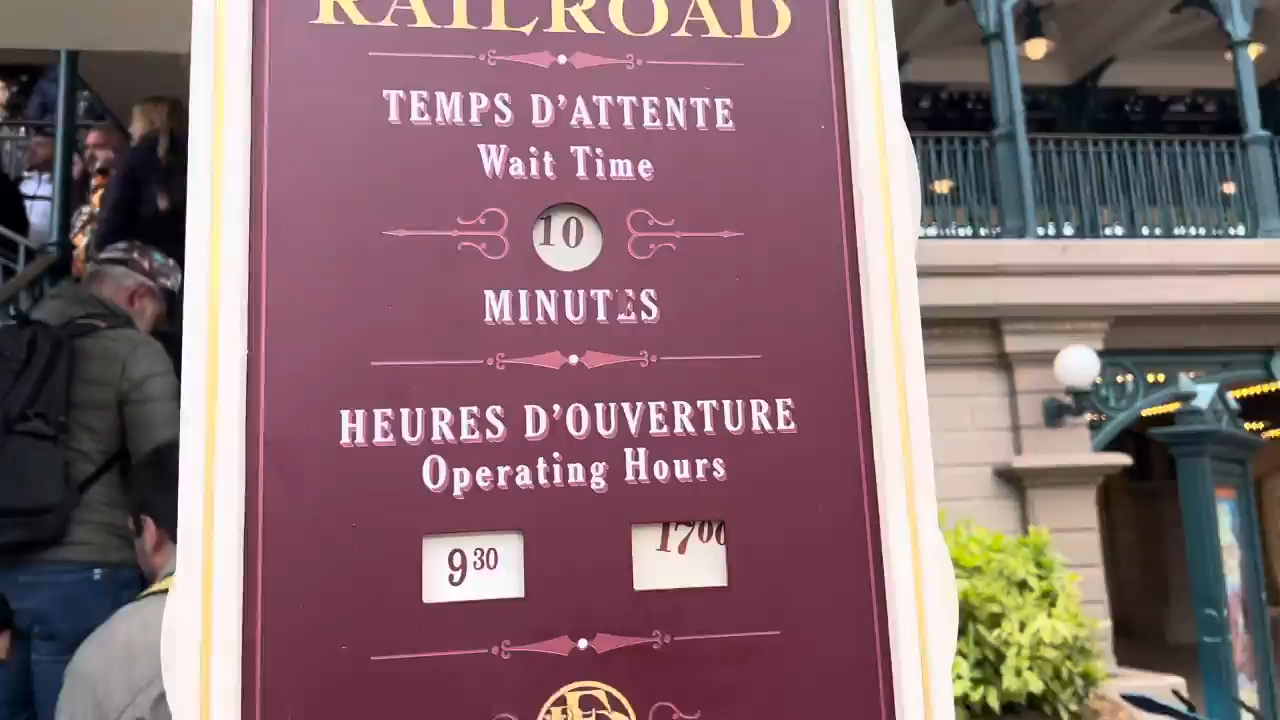 RAILROAD
TEMPS D'ATTENTE
Wait Time
10
MINUTES
HEURES D'OUVERTURE
Operating Hours
9 30
17 00